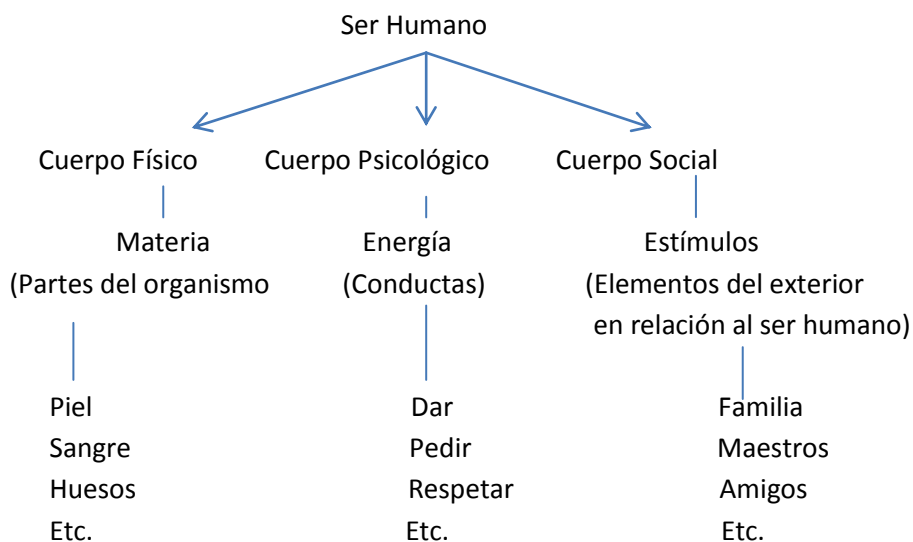 Ser Humano
Cuerpo Físico Cuerpo Psicológico Cuerpo Social
Materia Energía Estímulos
(Partes del organismo (Conductas) (Elementos del exterior
en relación al ser humano)
Piel Dar Familia
Sangre Pedir Maestros
Huesos Respetar Amigos
Etc. Etc. Etc.